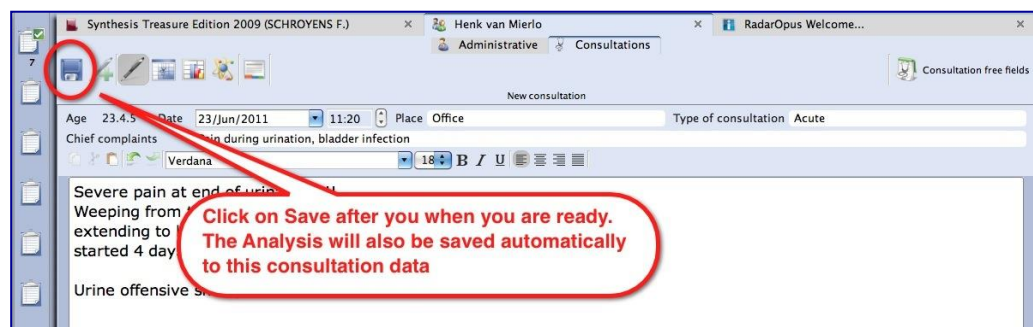 Synthesis Treasure Edition 2009 (SCHROYENS F.) Henk van Mierlo RadarOpus Welcome...
Administrative Consultations
7
Consultation free fields
New consultation
Age 23.4.5 Date 23/Jun/2011 11:20 Place Office Type of consultation Acute
Chief complaints Pain during urination, bladder infection
Verdana 18 B I U
Severe pain at end of
Weeping from
extending to
started 4
Urine offensive
Click on Save after you when you are ready.
The Analysis will also be saved automatically
to this consultation data